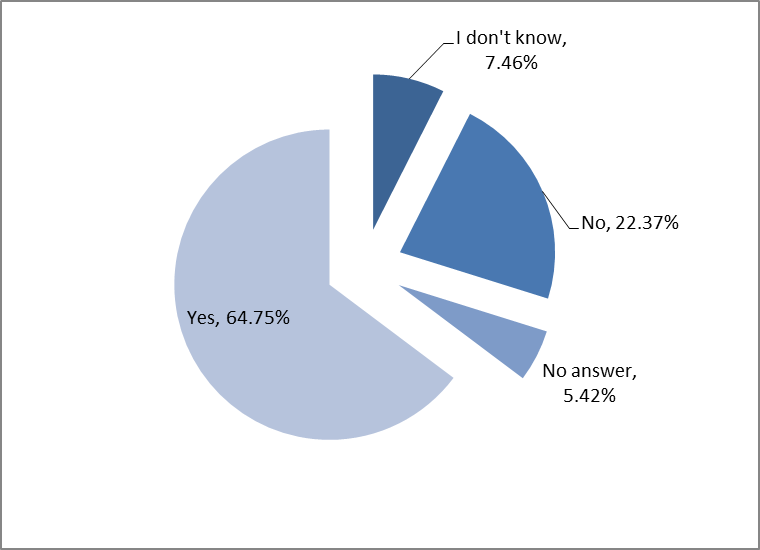 I don't know,
7.46%
No, 22.37%
Yes, 64.75%
No answer,
5.42%